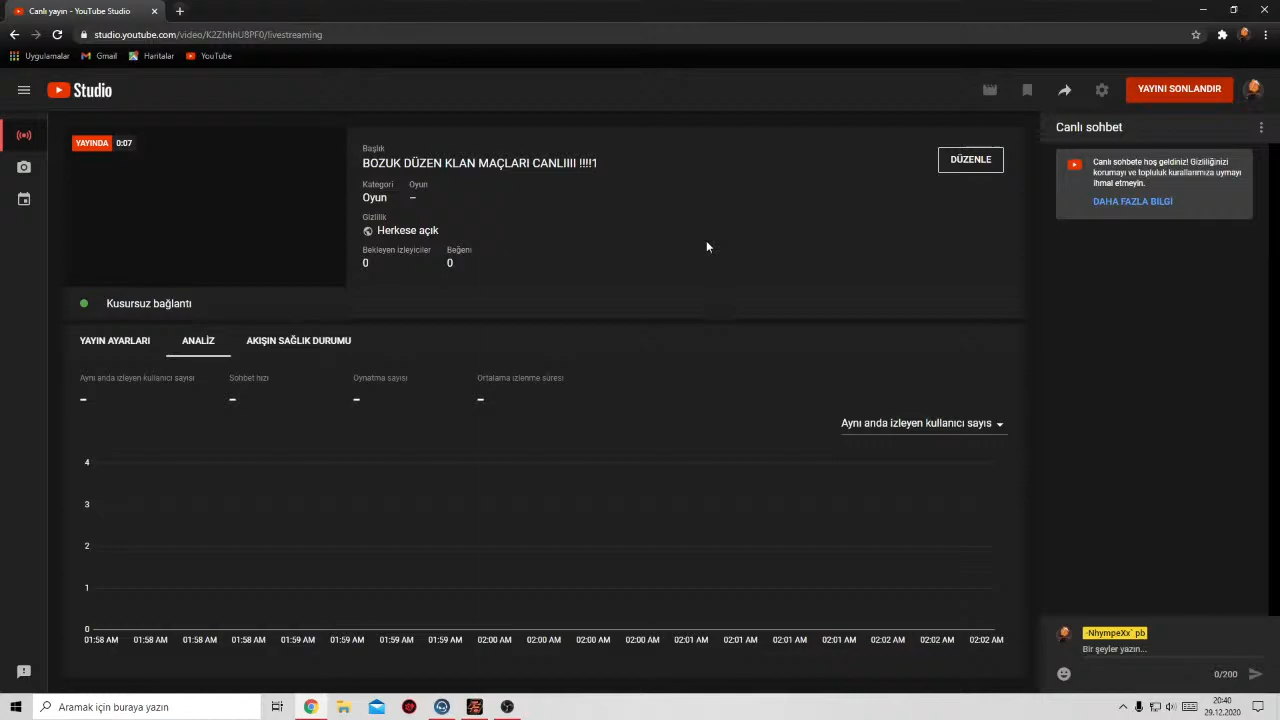 Canlı yayın - YouTube Studio
studio.youtube.com/video/K2ZhhhU8PF0/livestreaming
Uygulamalar
Gmail
Haritalar
YouTube
Studio
YAYINI SONLANDIR
YAYINDA 0:07
Başlık
BOZUK DÜZEN KLAN MAÇLARI CANLIIII !!!!1
DÜZENLE
Kategori Oyun
Oyun –
Gizlilik
Herkese açık
Bekleyen izleyiciler Beğeni
0 0
Kusursuz bağlantı
YAYIN AYARLARI ANALİZ AKIŞIN SAĞLIK DURUMU
Aynı anda izleyen kullanıcı sayısı Sohbet hızı Oynatma sayısı Ortalama izlenme süresi
– – – –
Aynı anda izleyen kullanıcı sayıs
4
3
2
1
0
01:58 AM 01:58 AM 01:58 AM 01:58 AM 01:59 AM 01:59 AM 01:59 AM 01:59 AM 02:00 AM 02:00 AM 02:00 AM 02:00 AM 02:01 AM 02:01 AM 02:01 AM 02:01 AM 02:02 AM 02:02 AM 02:02 AM
Canlı sohbet
Canlı sohbete hoş geldiniz! Gizliliğinizi
korumayı ve topluluk kurallarımıza uymayı
ihmal etmeyin.
DAHA FAZLA BİLGİ
-NhympeXx` pb
Bir şeyler yazın...
0/200
Aramak için buraya yazın
20:40
29.12.2020